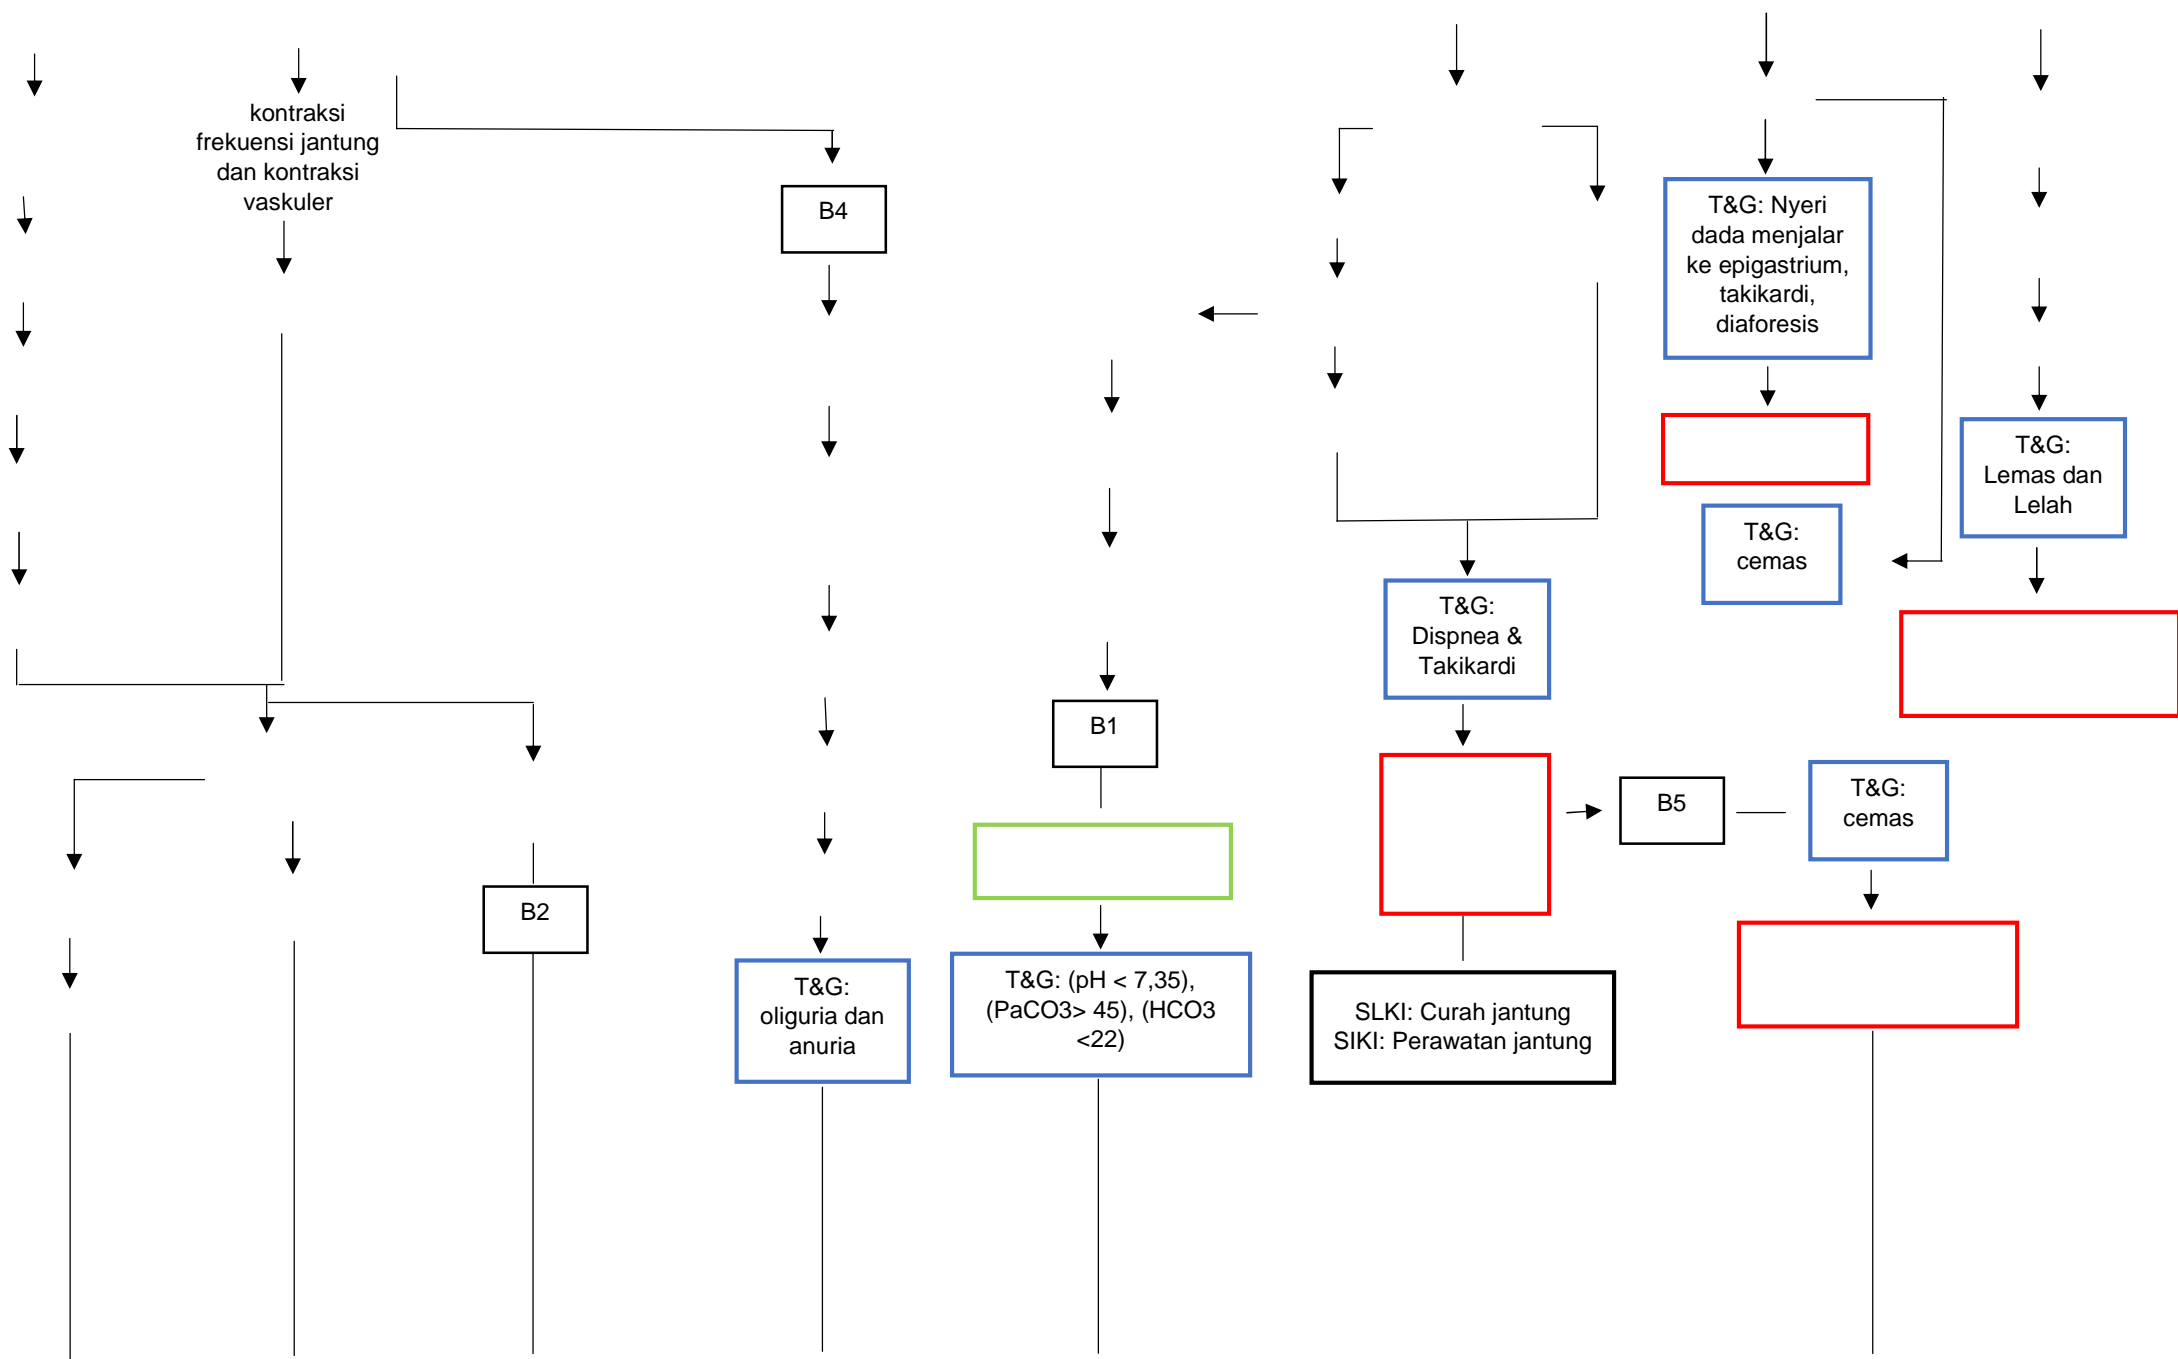 kontraksi
frekuensi jantung
dan kontraksi
vaskuler
B4
T&G: Nyeri
dada menjalar
ke epigastrium,
takikardi,
diaforesis
T&G:
Lemas dan
Lelah
T&G:
cemas
T&G:
Dispnea &
Takikardi
B1
B5
T&G:
cemas
B2
T&G:
oliguria dan
anuria
T&G: (pH < 7,35),
(PaCO3> 45), (HCO3
<22)
SLKI: Curah jantung
SIKI: Perawatan jantung